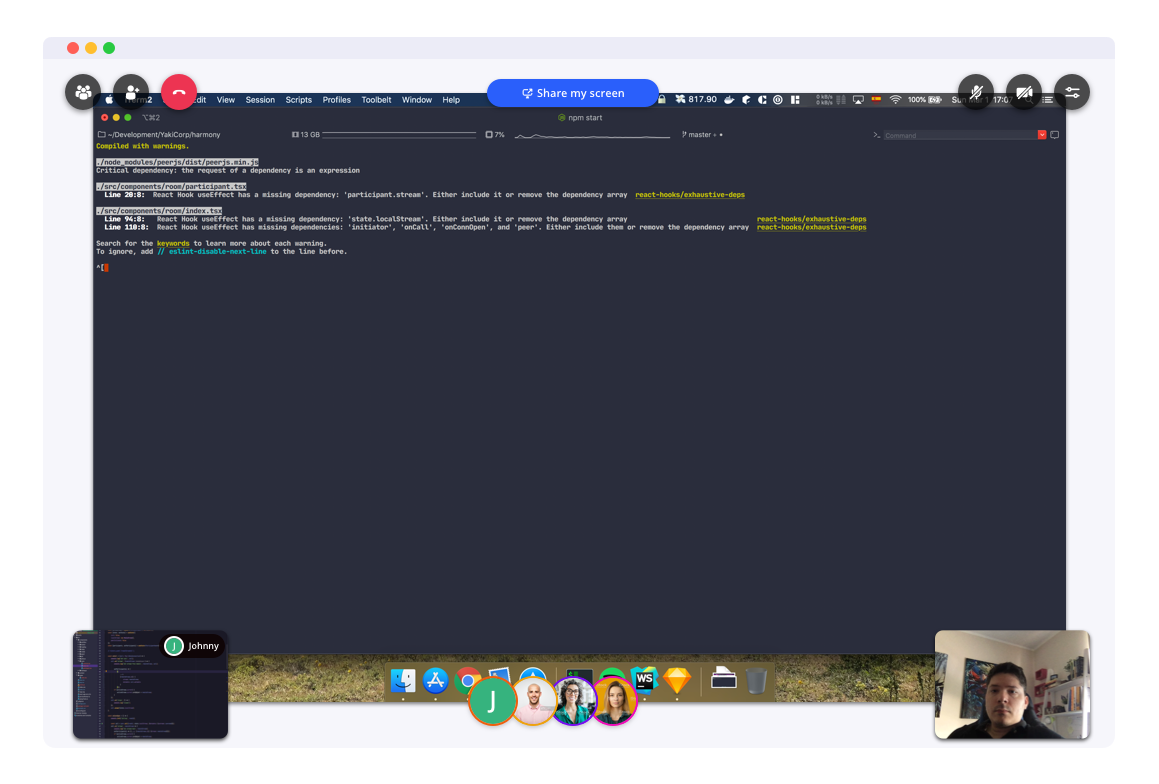 Share my screen
Edit View Session Scripts Profiles Toolbelt Window Help
817.90
0 kB/s
0 kB/s
100%
Sun Mar 1 17:07
⌥⌘2
npm start
~/Development/YakiCorp/harmony
13 GB
7%
master
Command
Compiled with warnings.
./node_modules/peerjs/dist/peerjs.min.js
Critical dependency: the request of a dependency is an expression
./src/components/room/participant.tsx
Line 20:8: React Hook useEffect has a missing dependency: 'participant.stream'. Either include it or remove the dependency array react-hooks/exhaustive-deps
./src/components/room/index.tsx
Line 94:8: React Hook useEffect has a missing dependency: 'state.localStream'. Either include it or remove the dependency array react-hooks/exhaustive-deps
Line 110:8: React Hook useEffect has missing dependencies: 'initiator', 'onCall', 'onConnOpen', and 'peer'. Either include them or remove the dependency array react-hooks/exhaustive-deps
Search for the keywords to learn more about each warning.
To ignore, add // eslint-disable-next-line to the line before.
^[
J Johnny
WS
J